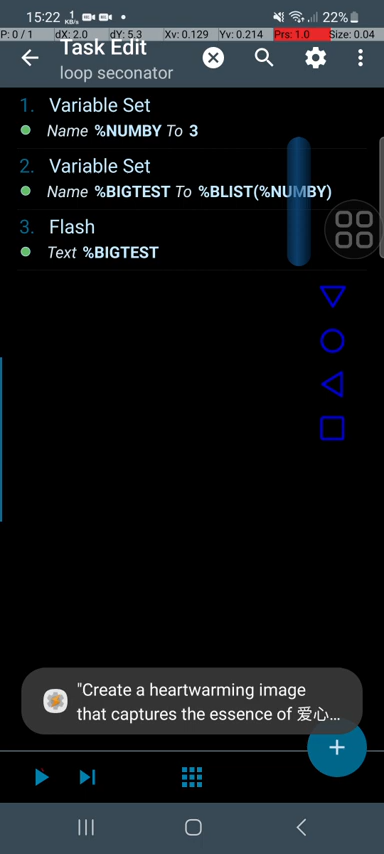 15:22 1 KB/s 22%
P: 0 / 1 dX: 2.0 dY: 5.3 Xv: 0.129 Yv: 0.214 Prs: 1.0 Size: 0.04
Task Edit
loop seconator
1. Variable Set
Name %NUMBY To 3
2. Variable Set
Name %BIGTEST To %BLIST(%NUMBY)
3. Flash
Text %BIGTEST
"Create a heartwarming image
that captures the essence of 爱心...